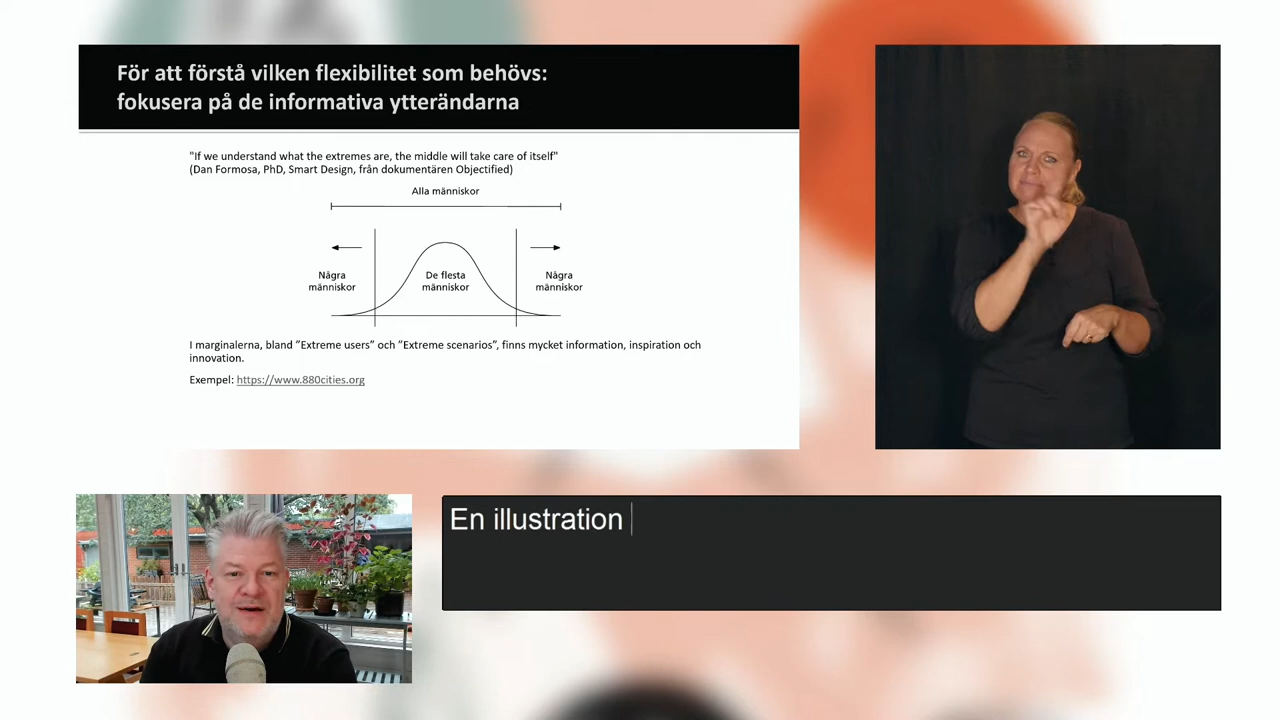 För att förstå vilken flexibilitet som behövs:
fokusera på de informativa ytterändarna
"If we understand what the extremes are, the middle will take care of itself"
(Dan Formosa, PhD, Smart Design, från dokumentären Objectified)
Alla människor
Några
människor
De flesta
människor
Några
människor
I marginalerna, bland ”Extreme users” och ”Extreme scenarios”, finns mycket information, inspiration och
innovation.
Exempel: https://www.880cities.org
En illustration